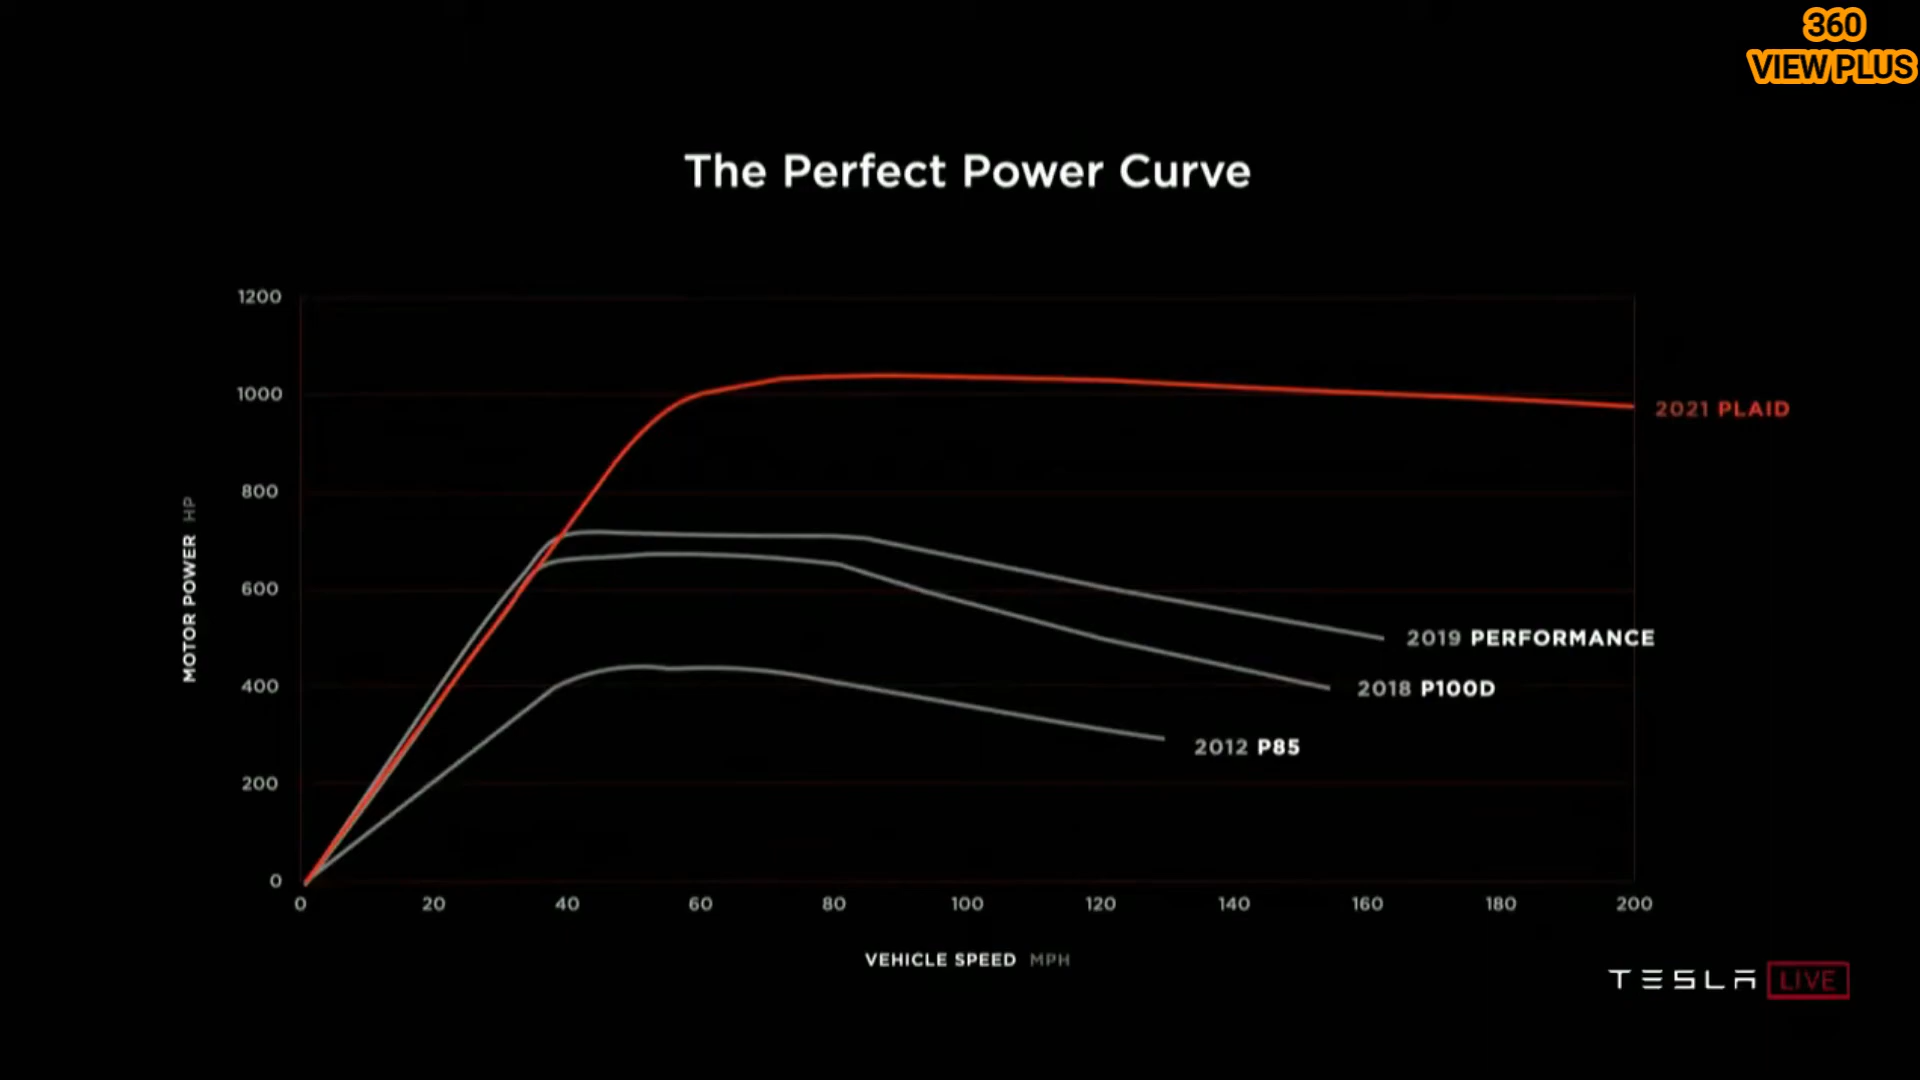 360
VIEW PLUS
The Perfect Power Curve
1200
1000
800
600
400
200
0
MOTOR POWER HP
0 20 40 60 80 100 120 140 160 180 200
VEHICLE SPEED MPH
2021 PLAID
2019 PERFORMANCE
2018 P100D
2012 P85
TESLA LIVE